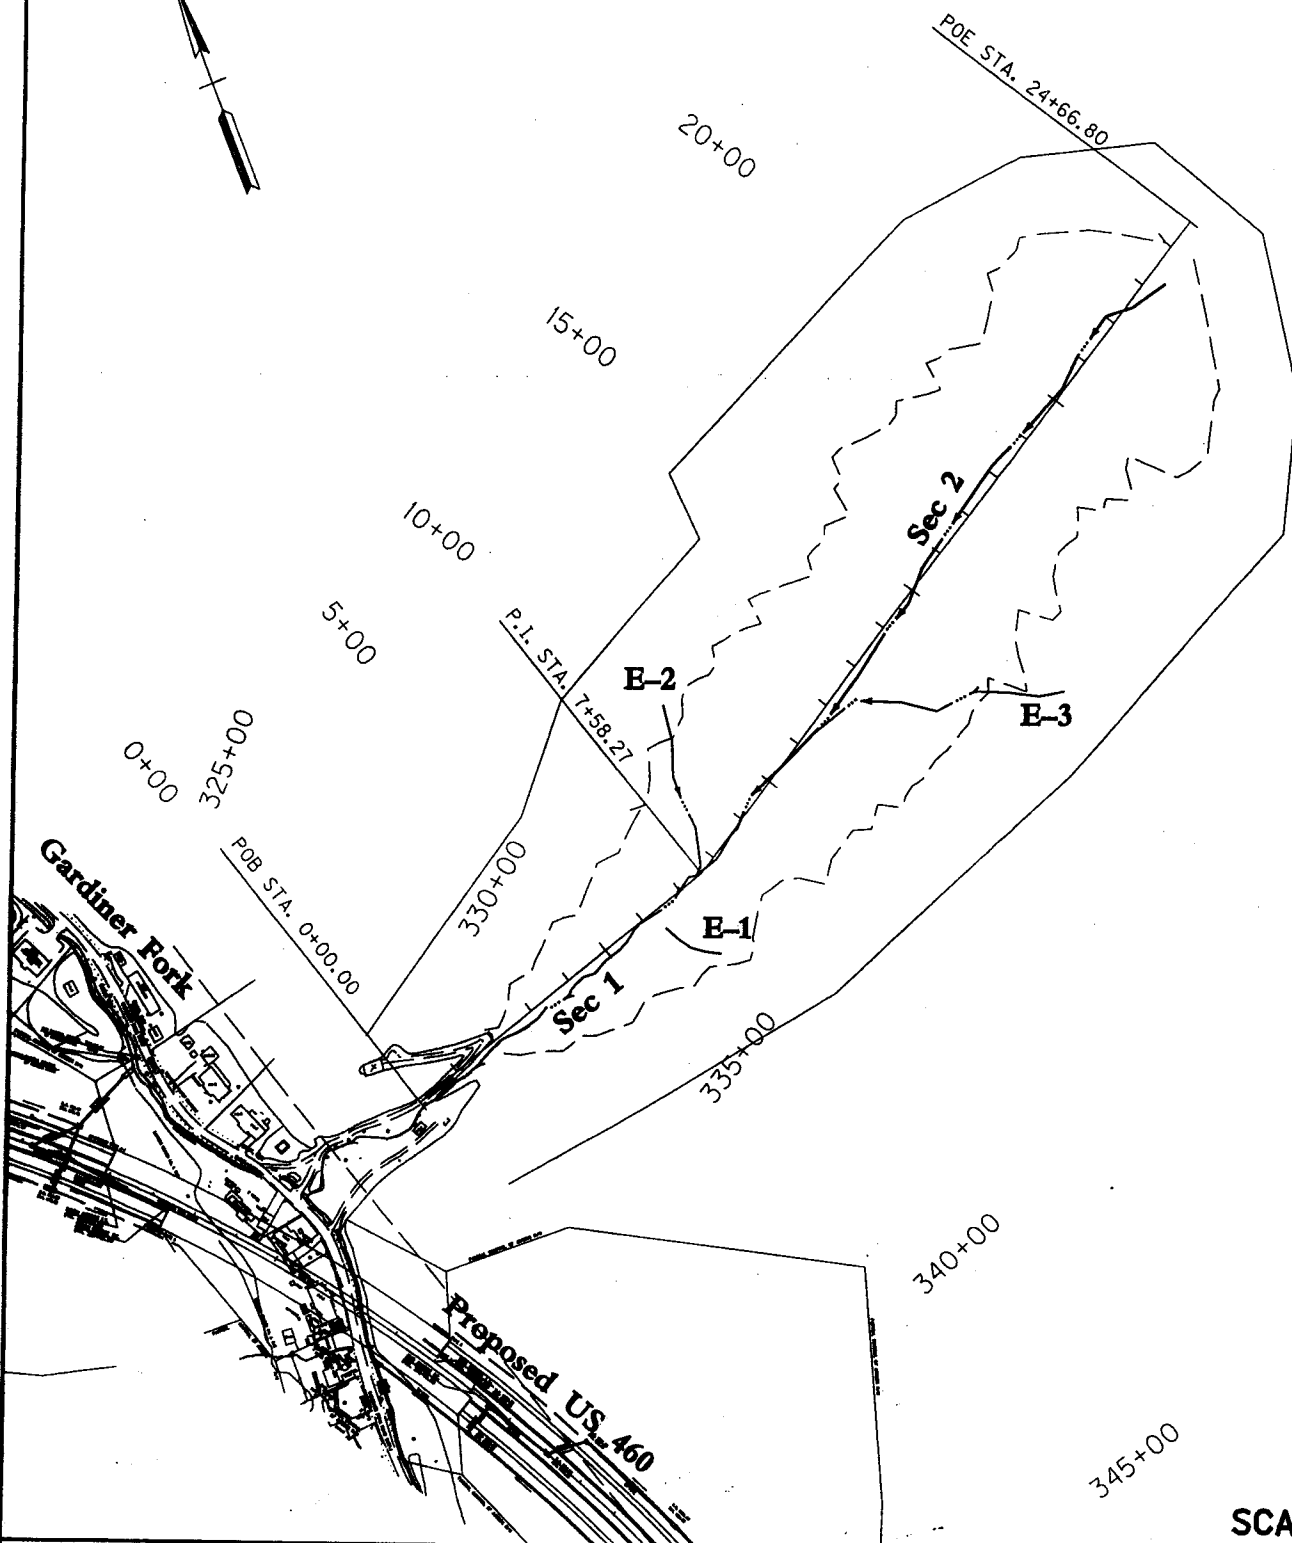 POE STA. 24+66.80
20+00
15+00
10+00
5+00
0+00
P.I. STA. 7+58.27
POB STA. 0+00.00
Sec 2
E-2
E-3
E-1
Sec 1
325+00
330+00
335+00
340+00
345+00
Gardiner Fork
Proposed US 460
SCA